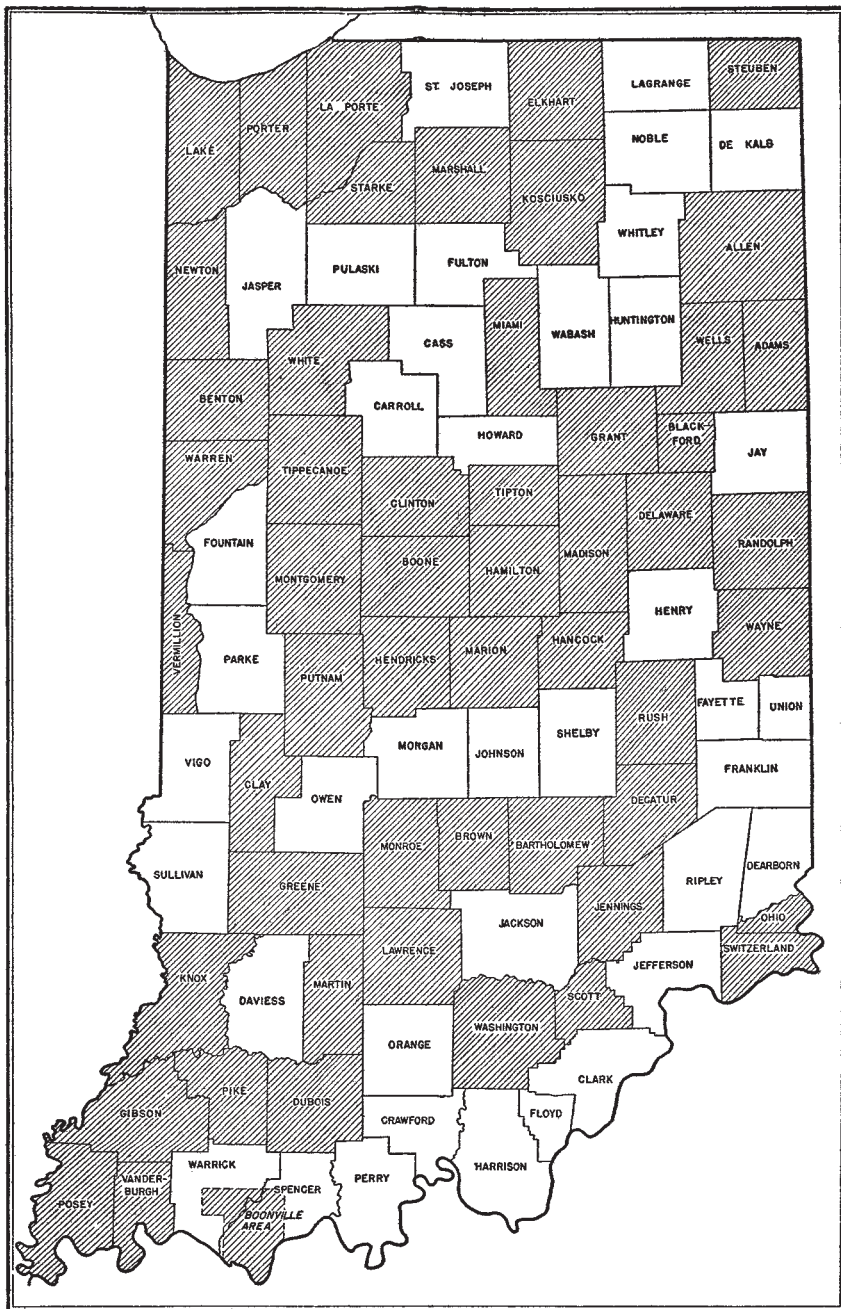 ST. JOSEPH
LAGRANGE
STEUBEN
ELKHART
LA PORTE
PORTER
LAKE
NOBLE
DE KALB
STARKE
MARSHALL
KOSCIUSKO
WHITLEY
ALLEN
NEWTON
JASPER
PULASKI
FULTON
MIAMI
WABASH
HUNTINGTON
WELLS
ADAMS
WHITE
CASS
BENTON
CARROLL
HOWARD
GRANT
BLACK-
FORD
JAY
WARREN
TIPPECANOE
CLINTON
TIPTON
DELAWARE
RANDOLPH
FOUNTAIN
MONTGOMERY
BOONE
HAMILTON
MADISON
HENRY
WAYNE
VERMILLION
PARKE
PUTNAM
HENDRICKS
MARION
HANCOCK
RUSH
FAYETTE
UNION
VIGO
CLAY
OWEN
MORGAN
JOHNSON
SHELBY
FRANKLIN
DECATUR
SULLIVAN
GREENE
MONROE
BROWN
BARTHOLOMEW
RIPLEY
DEARBORN
JENNINGS
OHIO
SWITZERLAND
KNOX
DAVIESS
MARTIN
LAWRENCE
JACKSON
JEFFERSON
SCOTT
ORANGE
WASHINGTON
CLARK
GIBSON
PIKE
DUBOIS
CRAWFORD
FLOYD
HARRISON
POSEY
VANDER-
BURGH
WARRICK
SPENCER
PERRY
BOONVILLE
AREA